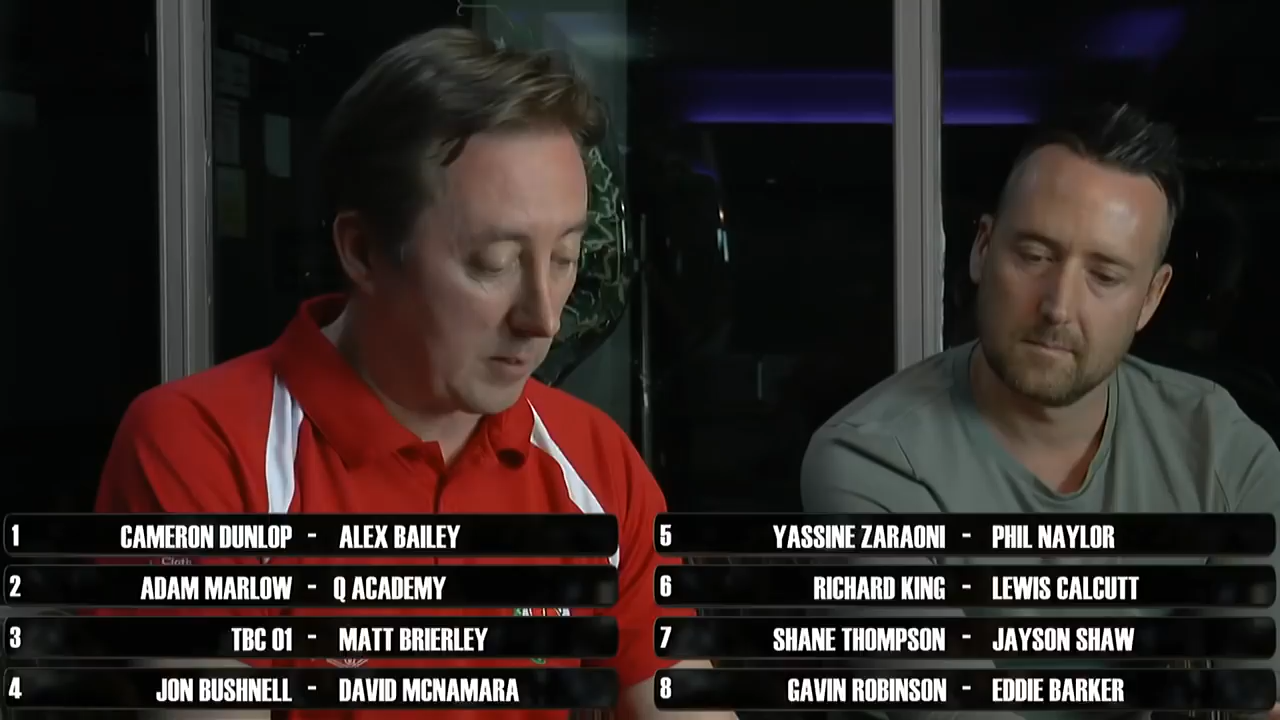 1 CAMERON DUNLOP - ALEX BAILEY
2 ADAM MARLOW - Q ACADEMY
3 TBC 01 - MATT BRIERLEY
4 JON BUSHNELL - DAVID MCNAMARA
5 YASSINE ZARAONI - PHIL NAYLOR
6 RICHARD KING - LEWIS CALCUTT
7 SHANE THOMPSON - JAYSON SHAW
8 GAVIN ROBINSON - EDDIE BARKER